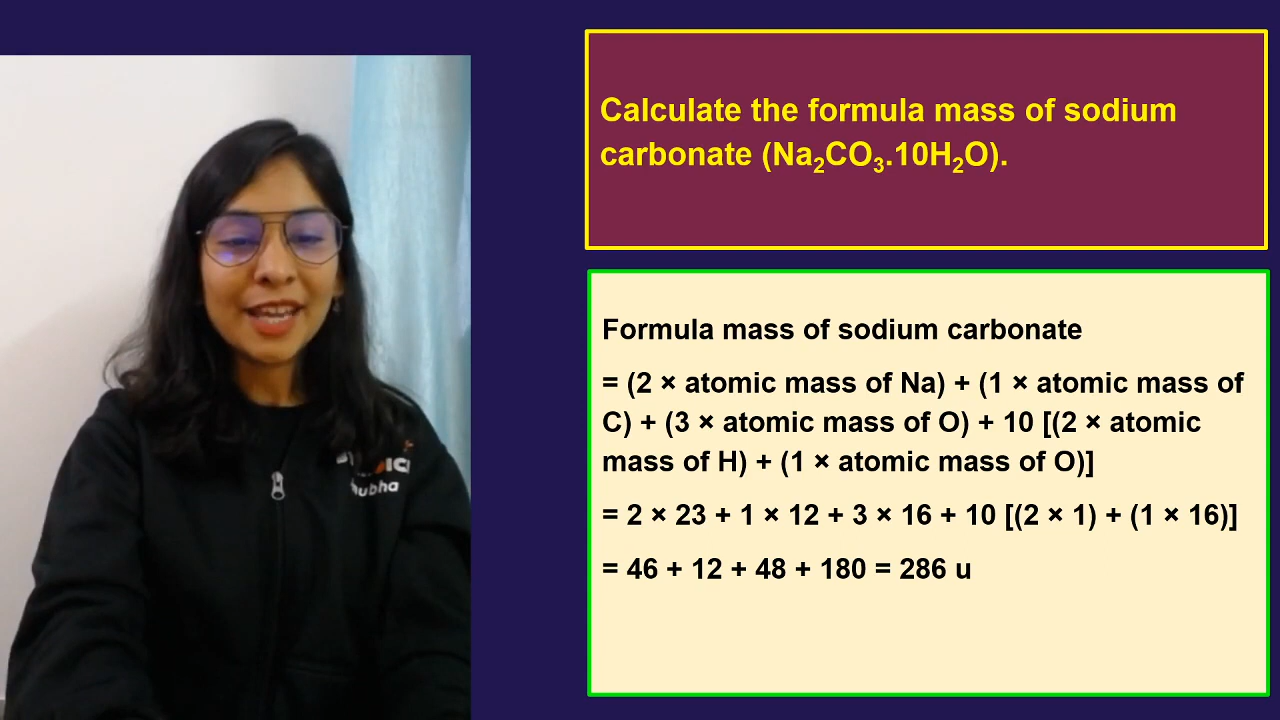 Calculate the formula mass of sodium
carbonate (Na₂CO₃.10H₂O).
Formula mass of sodium carbonate
= (2 × atomic mass of Na) + (1 × atomic mass of
C) + (3 × atomic mass of O) + 10 [(2 × atomic
mass of H) + (1 × atomic mass of O)]
= 2 × 23 + 1 × 12 + 3 × 16 + 10 [(2 × 1) + (1 × 16)]
= 46 + 12 + 48 + 180 = 286 u